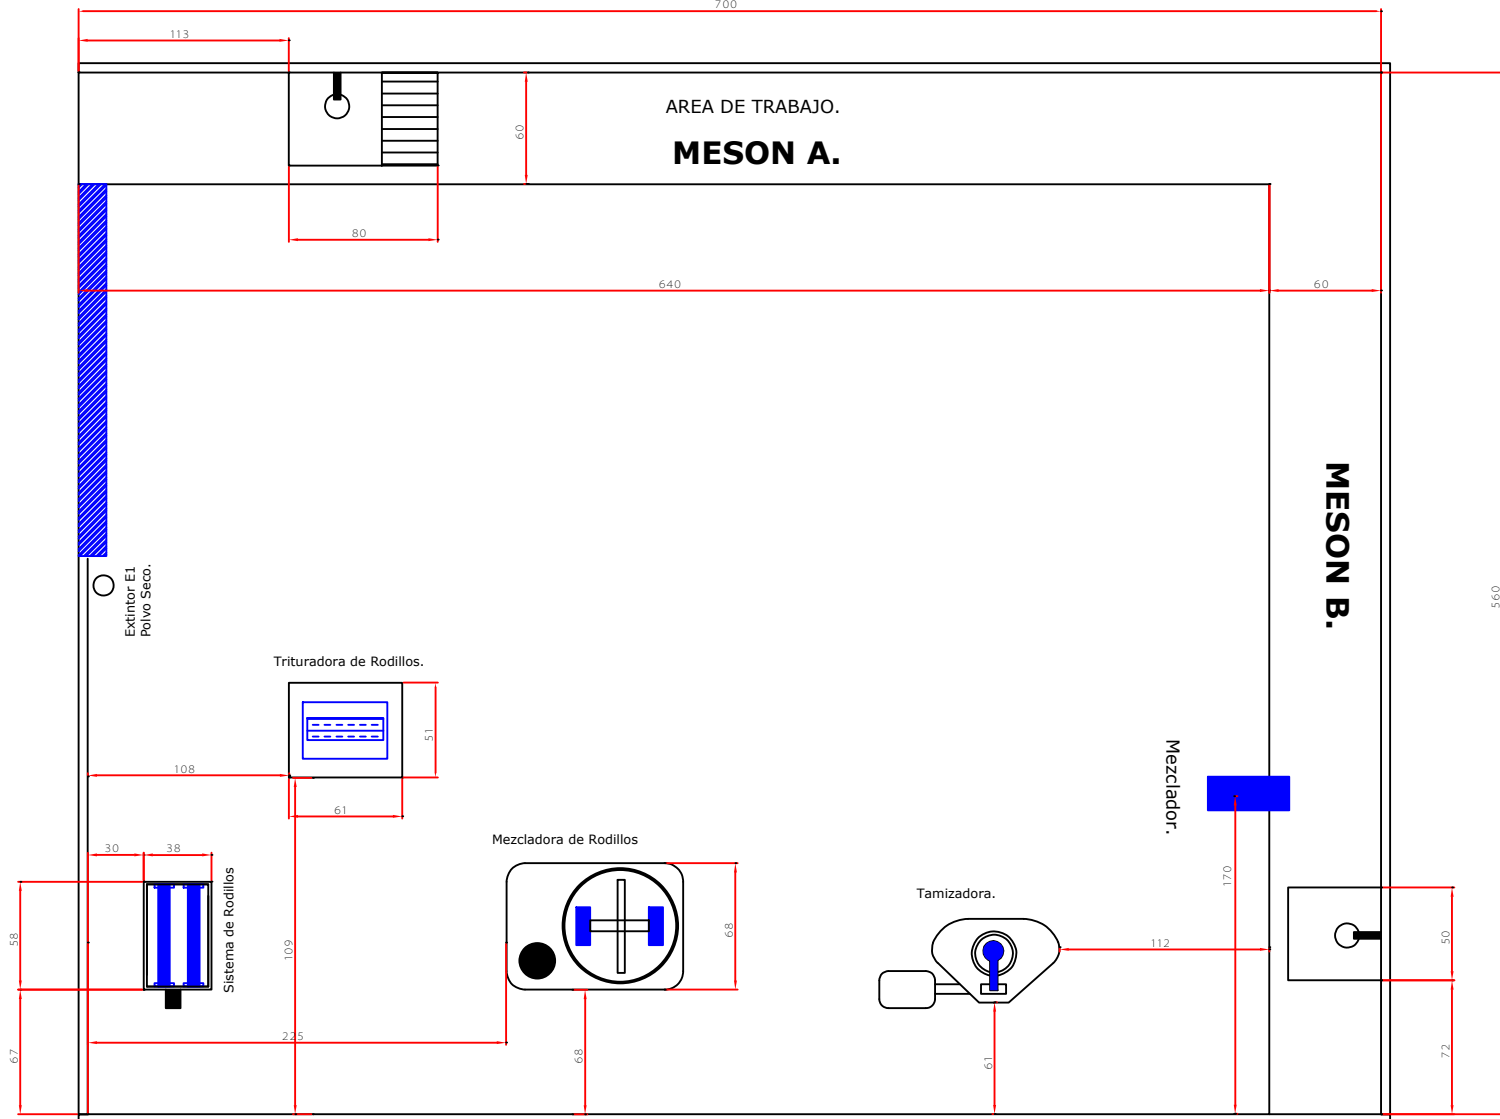 700
113
AREA DE TRABAJO.
60
MESON A.
80
640
60
MESON B.
Extintor E1
Polvo Seco.
560
Trituradora de Rodillos.
51
108
61
Mezclador.
Mezcladora de Rodillos
30
38
170
Sistema de Rodillos
Tamizadora.
58
109
68
112
50
225
67
68
61
72